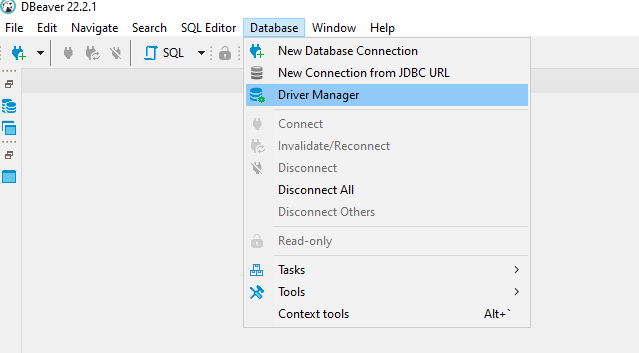 DBeaver 22.2.1
File Edit Navigate Search SQL Editor Database Window Help
SQL
New Database Connection
New Connection from JDBC URL
Driver Manager
Connect
Invalidate/Reconnect
Disconnect
Disconnect All
Disconnect Others
Read-only
Tasks
Tools
Context tools Alt+`